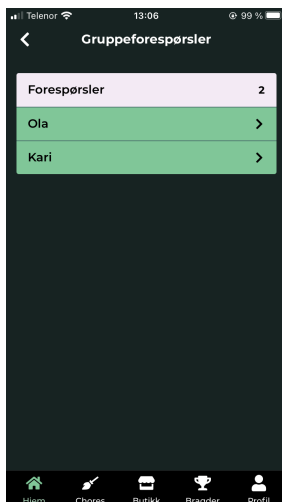 Telenor 13:06 99 %
Gruppeforespørsler
Forespørsler 2
Ola
Kari
Hjem Chores Butikk Bragder Profil